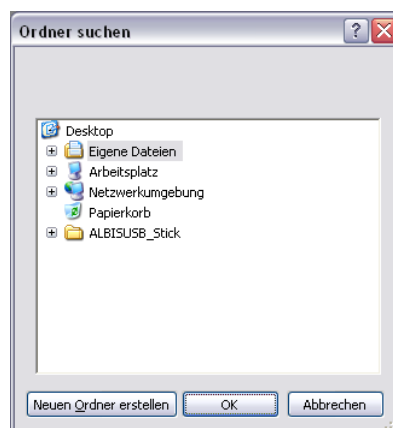 Ordner suchen
Desktop
Eigene Dateien
Arbeitsplatz
Netzwerkumgebung
Papierkorb
ALBISUSB_Stick
Neuen Ordner erstellen OK Abbrechen